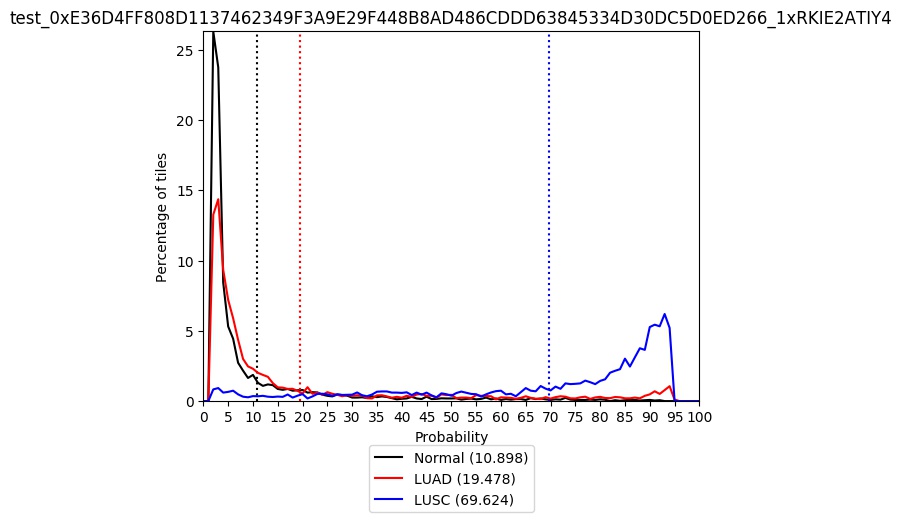 test_0xE36D4FF808D1137462349F3A9E29F448B8AD486CDDD63845334D30DC5D0ED266_1xRKIE2ATIY4
25
20
15
10
5
0
Percentage of tiles
0 5 10 15 20 25 30 35 40 45 50 55 60 65 70 75 80 85 90 95 100
Probability
Normal (10.898)
LUAD (19.478)
LUSC (69.624)